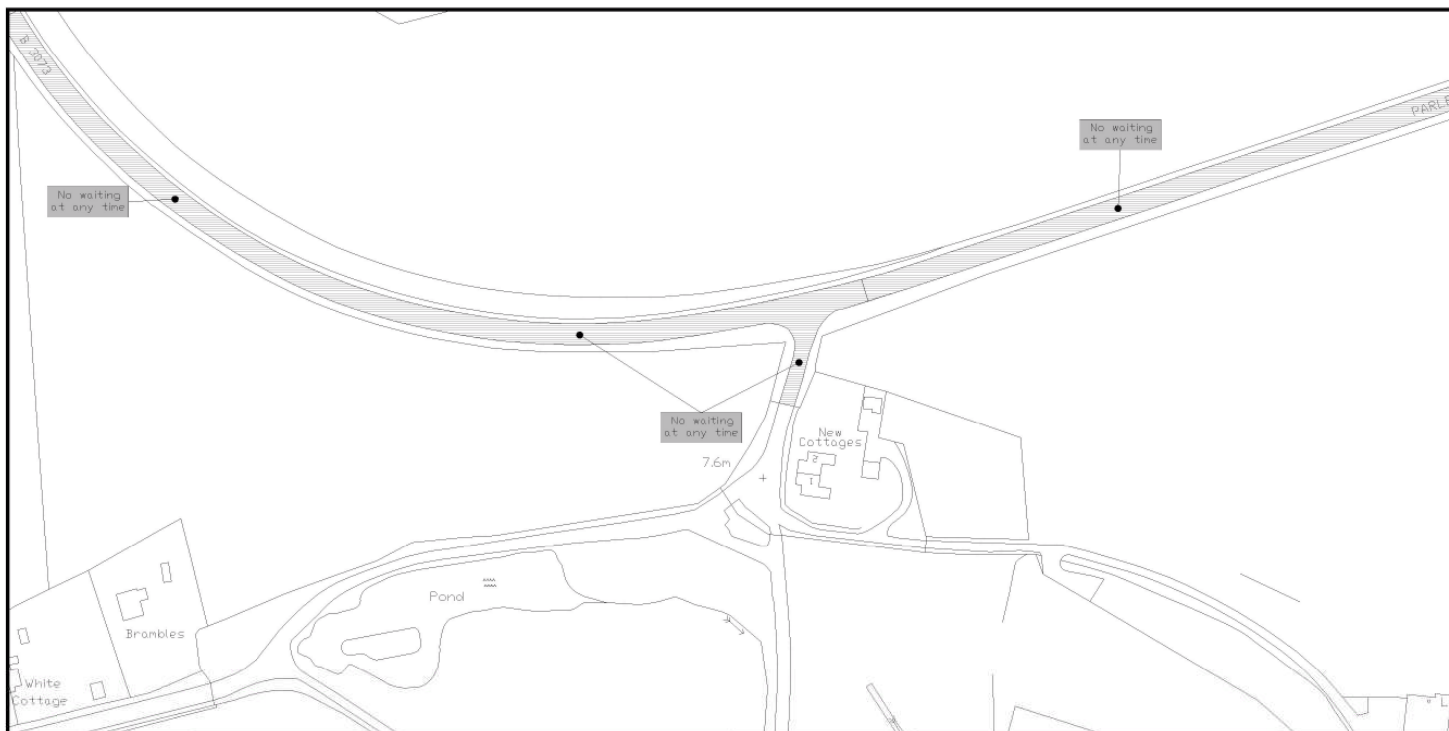 B 3073
PARLE
No waiting
at any time
No waiting
at any time
No waiting
at any time
New
Cottages
7.6m
2
1
Pond
Brambles
White
Cottage